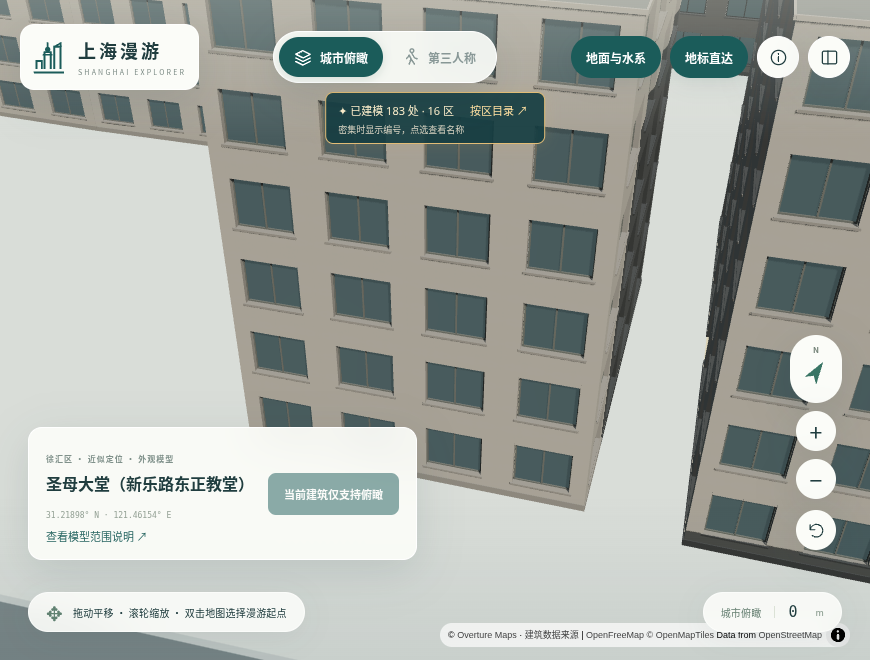 上海漫游
SHANGHAI EXPLORER
城市俯瞰
第三人称
地面与水系
地标直达
✦ 已建模 183 处 · 16 区 按区目录 ↗
密集时显示编号，点选查看名称
N
+
−
徐汇区 · 近似定位 · 外观模型
圣母大堂（新乐路东正教堂）
当前建筑仅支持俯瞰
31.21898° N · 121.46154° E
查看模型范围说明 ↗
拖动平移 · 滚轮缩放 · 双击地图选择漫游起点
城市俯瞰 0 m
© Overture Maps · 建筑数据来源 | OpenFreeMap © OpenMapTiles Data from OpenStreetMap